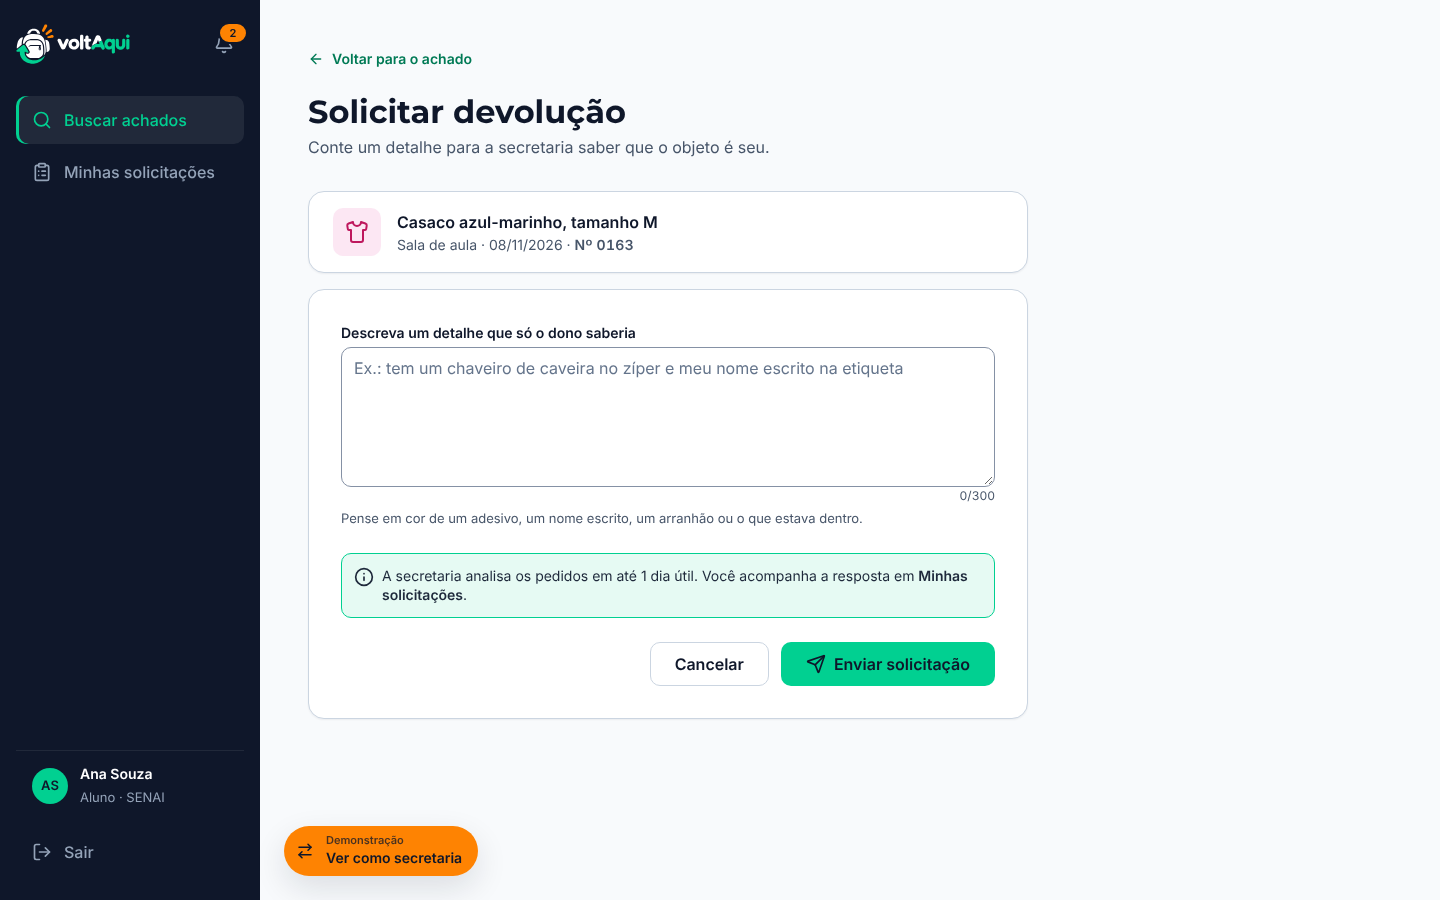 voltAqui
2
Buscar achados
Minhas solicitações
Voltar para o achado
Solicitar devolução
Conte um detalhe para a secretaria saber que o objeto é seu.
Casaco azul-marinho, tamanho M
Sala de aula · 08/11/2026 · Nº 0163
Descreva um detalhe que só o dono saberia
Ex.: tem um chaveiro de caveira no zíper e meu nome escrito na etiqueta
0/300
Pense em cor de um adesivo, um nome escrito, um arranhão ou o que estava dentro.
A secretaria analisa os pedidos em até 1 dia útil. Você acompanha a resposta em Minhas
solicitações.
Cancelar
Enviar solicitação
AS
Ana Souza
Aluno · SENAI
Sair
Demonstração
Ver como secretaria